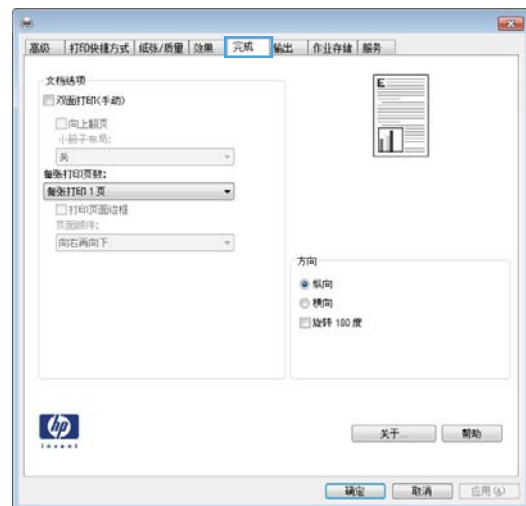 高级 打印快捷方式 纸张/质量 效果 完成 输出 作业存储 服务
文档选项
双面打印(手动)
向上翻页
小册子布局:
关
每张打印页数:
每张打印 1 页
打印页面边框
页面顺序:
向右再向下
E
方向
纵向
横向
旋转 180 度
hp
invent
关于...
帮助
确定
取消
应用(A)